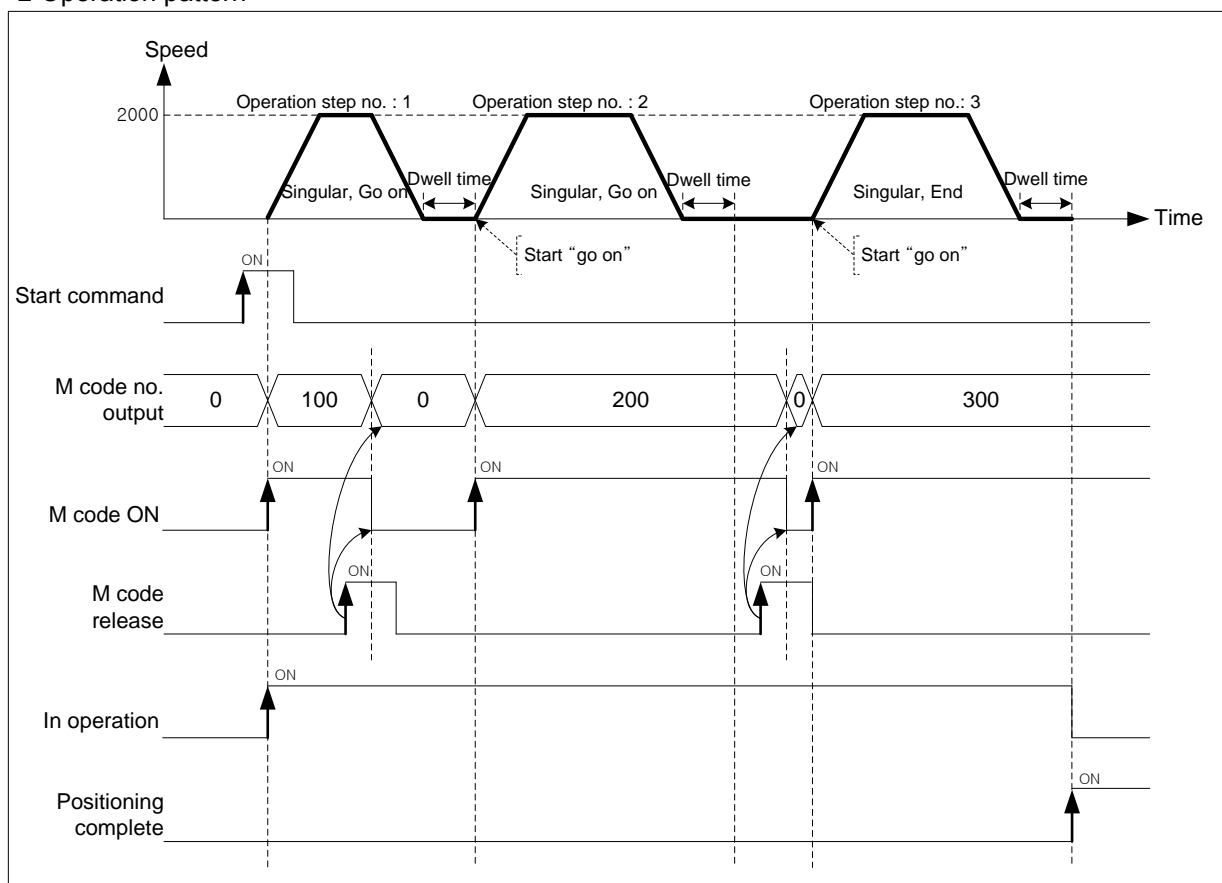 Operation pattern
Speed
Operation step no. : 1
Operation step no. : 2
Operation step no.: 3
2000
Dwell time
Dwell time
Dwell time
Singular, Go on
Singular, Go on
Singular, End
Time
Start “go on”
Start “go on”
ON
Start command
M code no.
output
0
100
0
200
0
300
ON
ON
ON
M code ON
ON
ON
M code
release
ON
In operation
ON
Positioning
complete